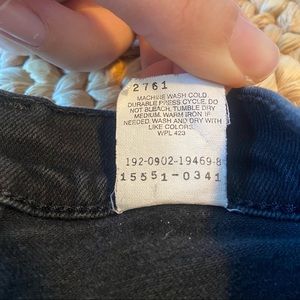 2761
MACHINE WASH COLD.
DURABLE PRESS CYCLE. DO
NOT BLEACH. TUMBLE DRY
MEDIUM. WARM IRON IF
NEEDED. WASH AND DRY WITH
LIKE COLORS.
WPL 423
192-0902-19469-8
15551-0341